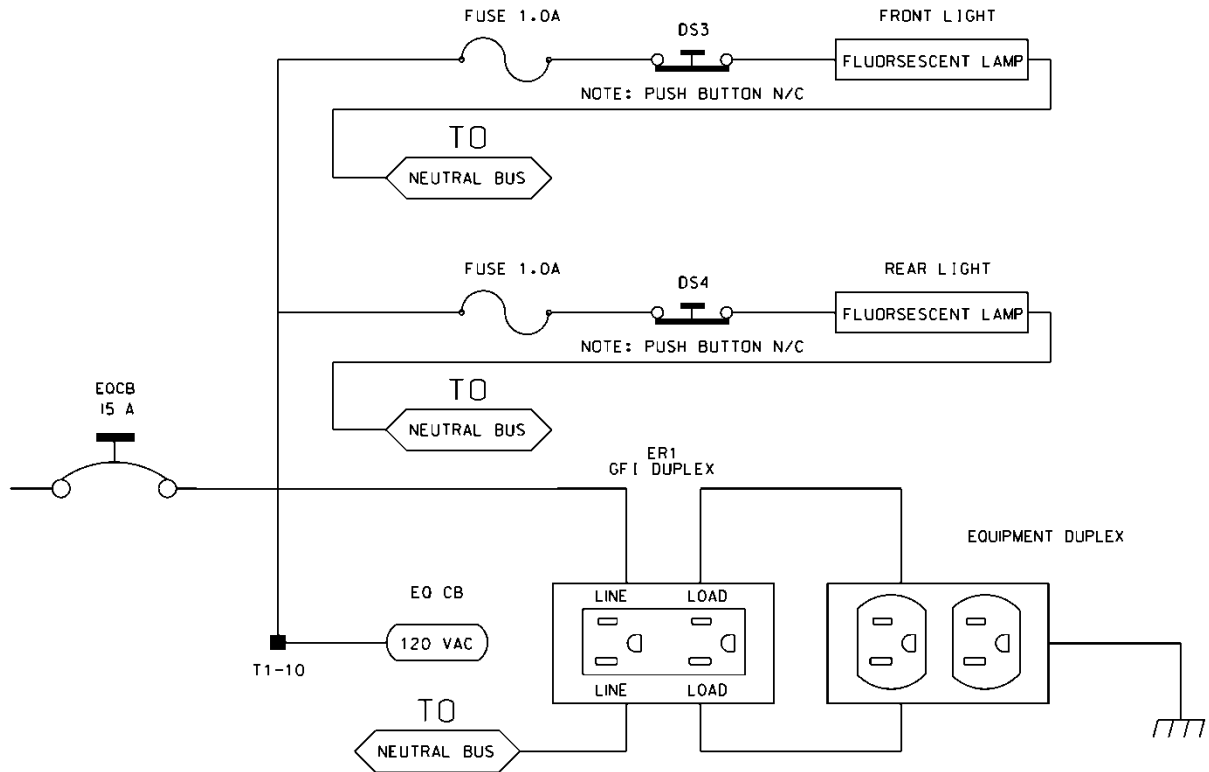 FUSE 1.0A
DS3
FRONT LIGHT
FLUORSESCENT LAMP
NOTE: PUSH BUTTON N/C
TO
NEUTRAL BUS
FUSE 1.0A
DS4
REAR LIGHT
FLUORSESCENT LAMP
NOTE: PUSH BUTTON N/C
TO
NEUTRAL BUS
EQCB
15 A
ER1
GFI DUPLEX
EQUIPMENT DUPLEX
LINE LOAD
EQ CB
120 VAC
T1-10
LINE LOAD
TO
NEUTRAL BUS